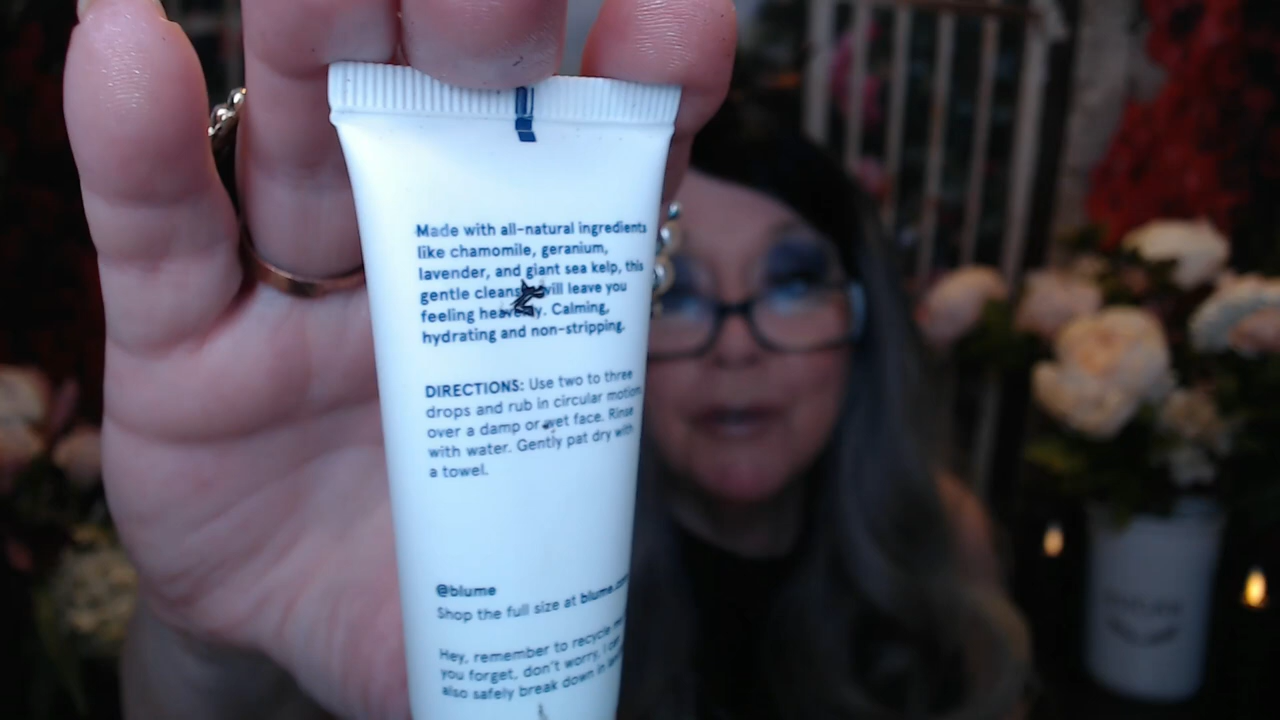 Made with all-natural ingredients
like chamomile, geranium,
lavender, and giant sea kelp, this
gentle will leave you
feeling Calming,
hydrating and non-stripping.
DIRECTIONS: Use two to three
drops and rub in circular motion
over a damp or wet face. Rinse
with water. Gently pat dry with
a towel.
@blume
Shop the full size at blume.com
Hey, remember to recycle
you forget, don't worry, I can
also safely break down in